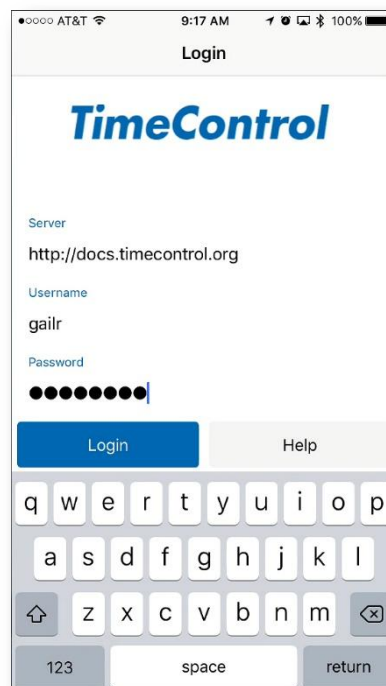 AT&T 9:17 AM 100%
Login
TimeControl
Server
http://docs.timecontrol.org
Username
gailr
Password
●●●●●●●●
Login Help
q w e r t y u i o p
a s d f g h j k l
z x c v b n m
123 space return